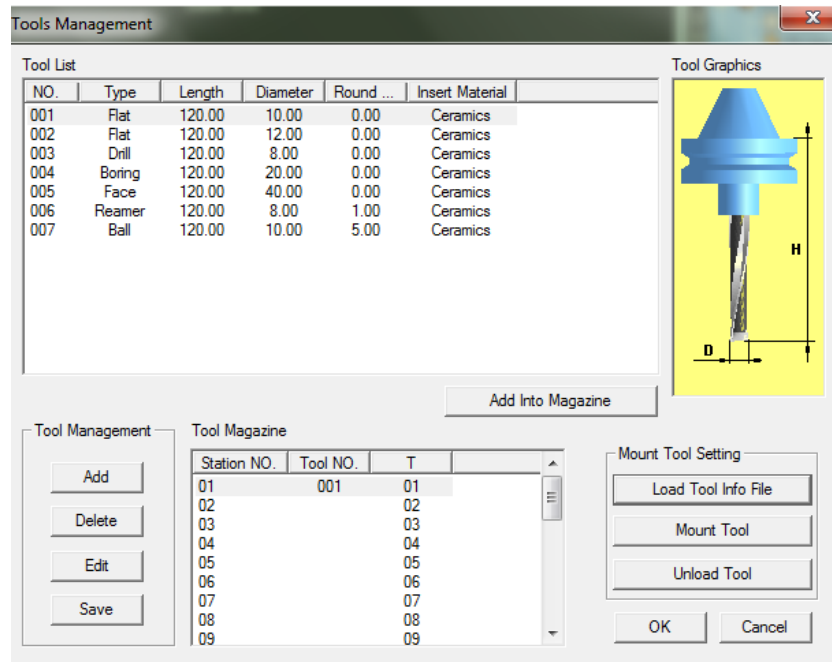 Tools Management
Tool List
NO. Type Length Diameter Round ... Insert Material
001 Flat 120.00 10.00 0.00 Ceramics
002 Flat 120.00 12.00 0.00 Ceramics
003 Drill 120.00 8.00 0.00 Ceramics
004 Boring 120.00 20.00 0.00 Ceramics
005 Face 120.00 40.00 0.00 Ceramics
006 Reamer 120.00 8.00 1.00 Ceramics
007 Ball 120.00 10.00 5.00 Ceramics
Tool Graphics
H
D
Add Into Magazine
Tool Management
Add
Delete
Edit
Save
Tool Magazine
Station NO. Tool NO. T
01 001 01
02 02
03 03
04 04
05 05
06 06
07 07
08 08
09 09
Mount Tool Setting
Load Tool Info File
Mount Tool
Unload Tool
OK Cancel